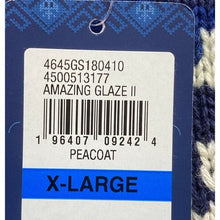 4645GS180410
4500513177
AMAZING GLAZE II
1 96407 09242 4
PEACOAT
X-LARGE